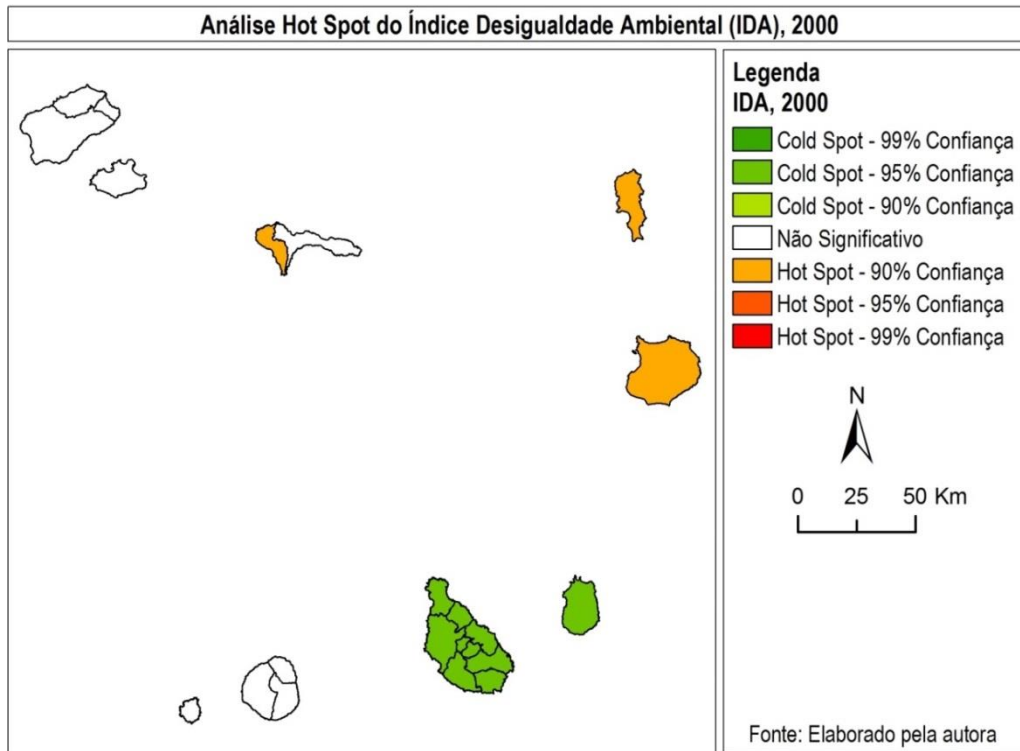 Análise Hot Spot do Índice Desigualdade Ambiental (IDA), 2000
Legenda
IDA, 2000
Cold Spot - 99% Confiança
Cold Spot - 95% Confiança
Cold Spot - 90% Confiança
Não Significativo
Hot Spot - 90% Confiança
Hot Spot - 95% Confiança
Hot Spot - 99% Confiança
N
0 25 50 Km
Fonte: Elaborado pela autora